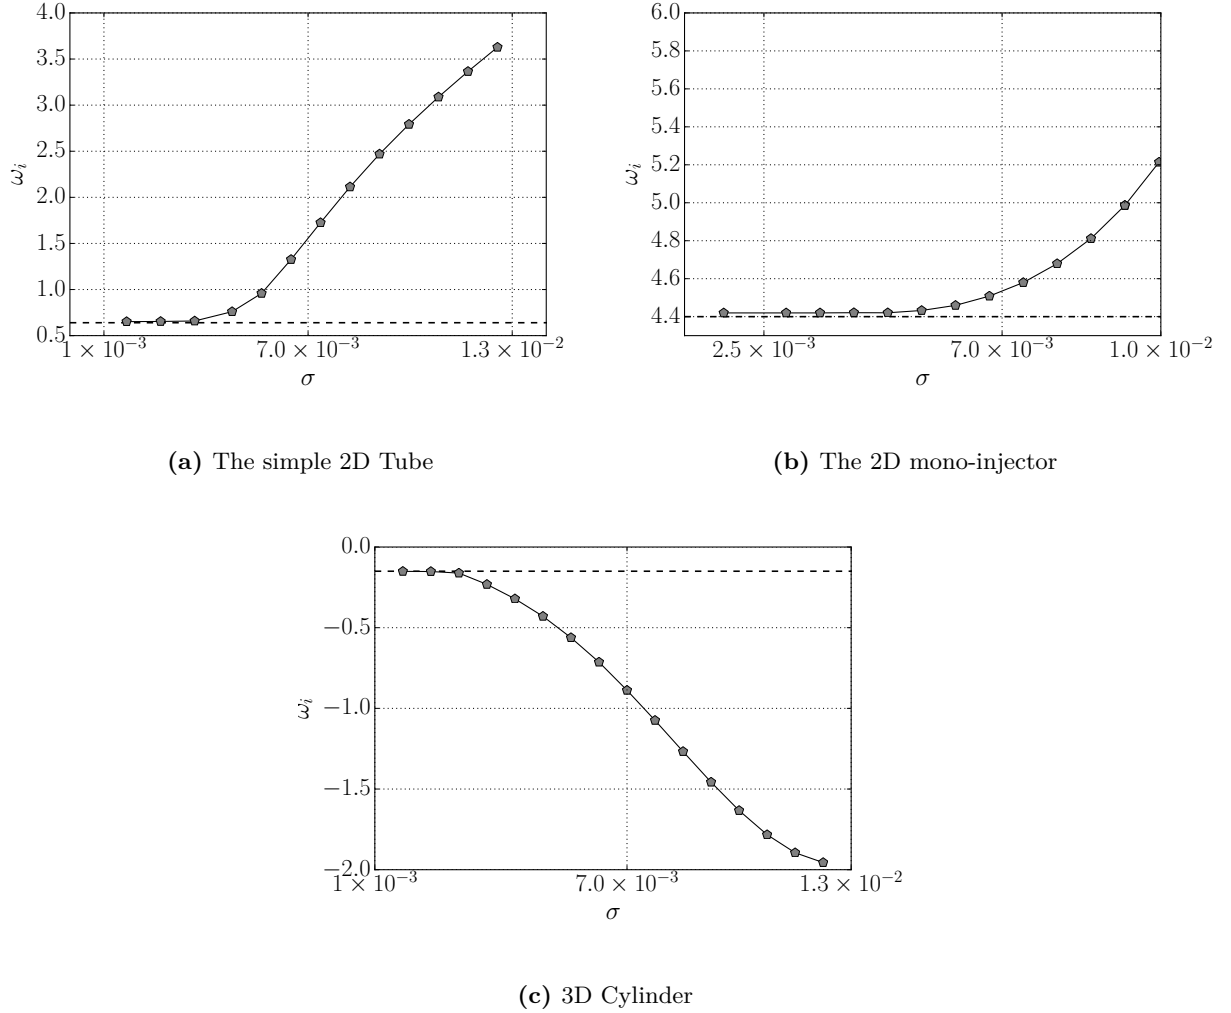 4.0
3.5
3.0
2.5
2.0
1.5
1.0
0.5
ω_i
1 × 10⁻³ 7.0 × 10⁻³ 1.3 × 10⁻²
σ
(a) The simple 2D Tube
6.0
5.8
5.6
5.4
5.2
5.0
4.8
4.6
4.4
ω_i
2.5 × 10⁻³ 7.0 × 10⁻³ 1.0 × 10⁻²
σ
(b) The 2D mono-injector
0.0
−0.5
−1.0
−1.5
−2.0
ω_i
1 × 10⁻³ 7.0 × 10⁻³ 1.3 × 10⁻²
σ
(c) 3D Cylinder